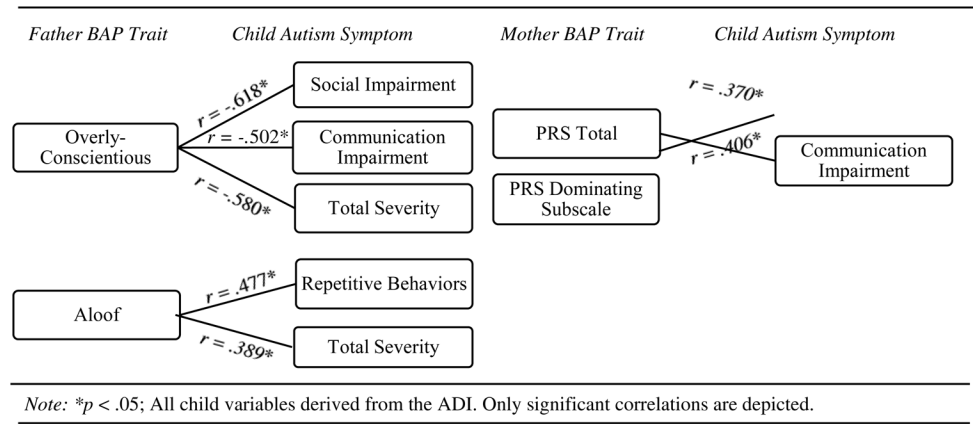 Father BAP Trait
Child Autism Symptom
Mother BAP Trait
Child Autism Symptom
Overly-
Conscientious
r = -.618*
r = -.502*
r = -.580*
Social Impairment
Communication
Impairment
Total Severity
Aloof
r = .477*
r = .389*
Repetitive Behaviors
Total Severity
PRS Total
PRS Dominating
Subscale
r = .370*
r = .406*
Communication
Impairment
Note: *p < .05; All child variables derived from the ADI. Only significant correlations are depicted.